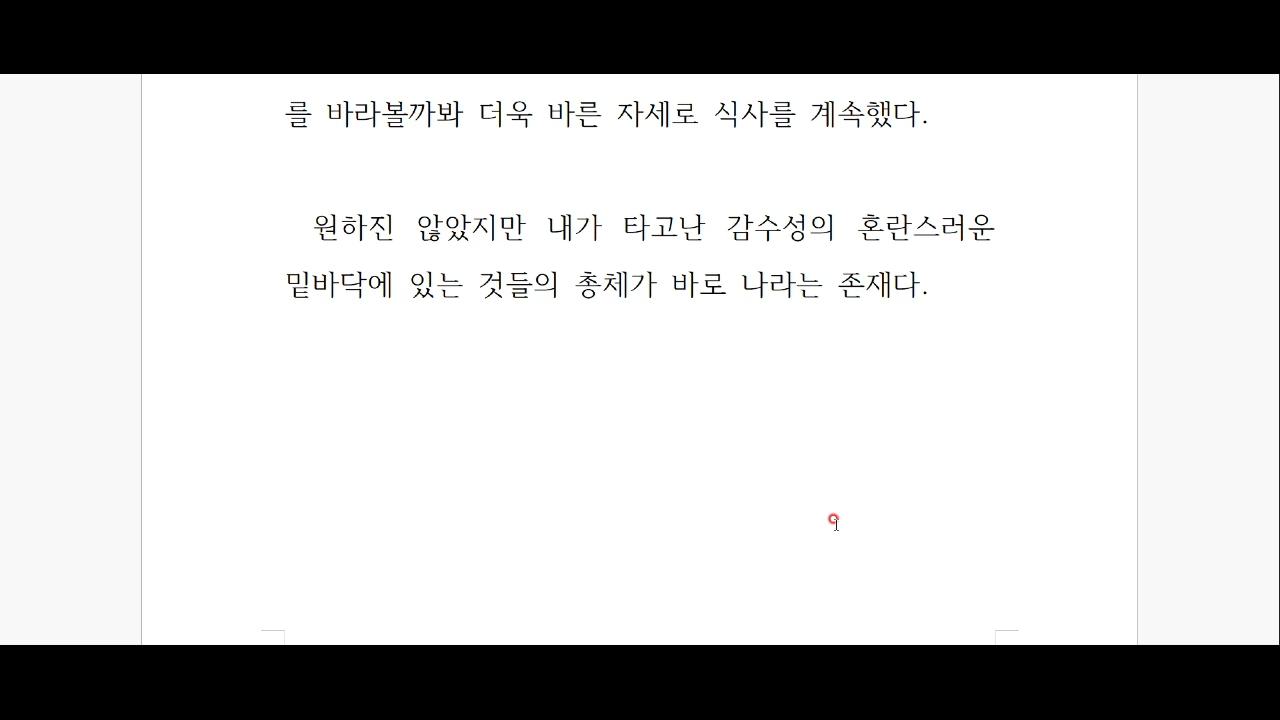 를 바라볼까봐 더욱 바른 자세로 식사를 계속했다.
원하진 않았지만 내가 타고난 감수성의 혼란스러운
밑바닥에 있는 것들의 총체가 바로 나라는 존재다.